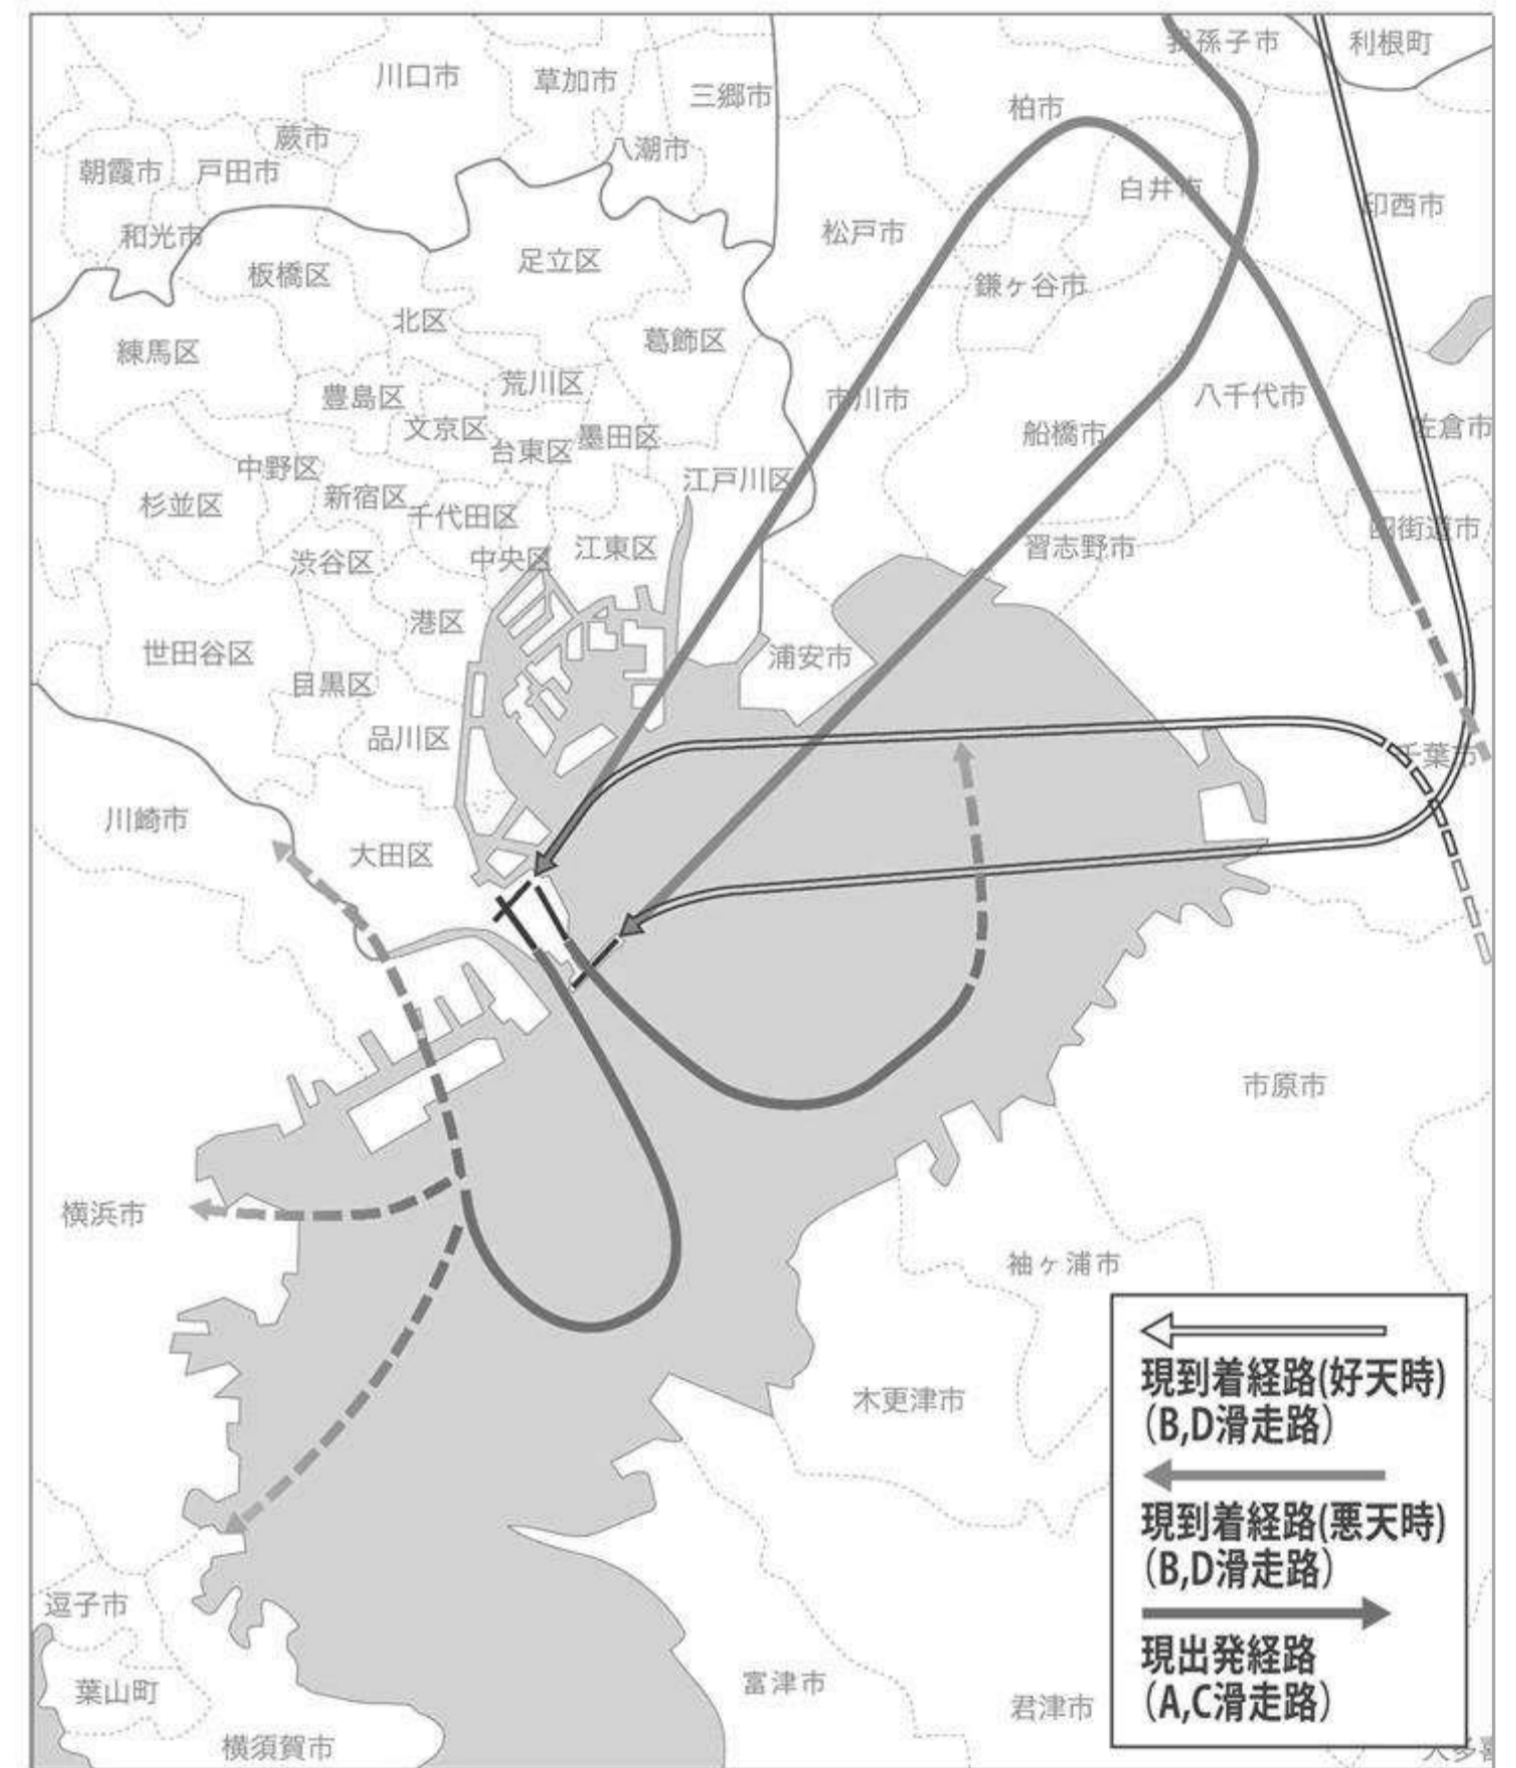 我孫子市
利根町
川口市
草加市
三郷市
柏市
蕨市
八潮市
朝霞市
戸田市
白井市
印西市
和光市
松戸市
足立区
板橋区
鎌ヶ谷市
北区
練馬区
葛飾区
荒川区
豊島区
市川市
八千代市
文京区
墨田区
船橋市
佐倉市
台東区
中野区
江戸川区
新宿区
杉並区
千代田区
四街道市
中央区
江東区
習志野市
渋谷区
港区
世田谷区
浦安市
目黒区
品川区
千葉市
川崎市
大田区
市原市
横浜市
袖ヶ浦市
木更津市
逗子市
富津市
葉山町
君津市
横須賀市
現到着経路(好天時)
(B,D滑走路)
現到着経路(悪天時)
(B,D滑走路)
現出発経路
(A,C滑走路)